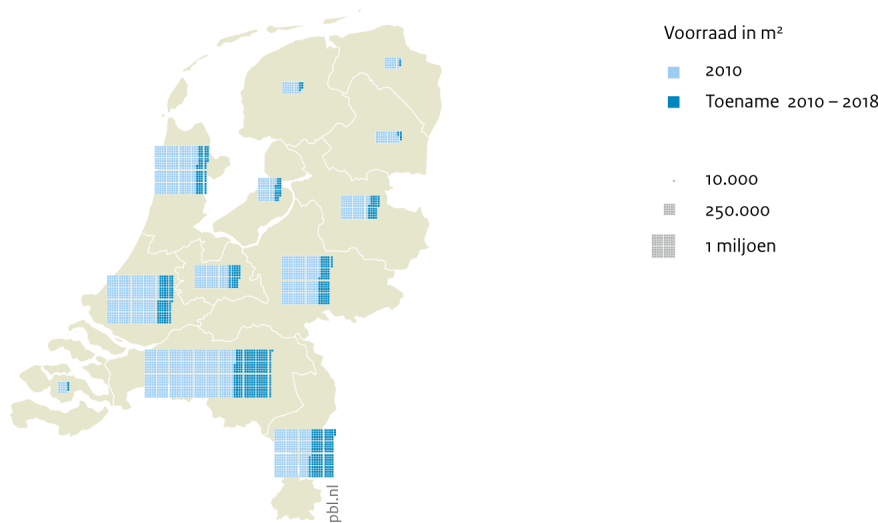 Voorraad in m²
2010
Toename 2010 – 2018
10.000
250.000
1 miljoen
pbl.nl